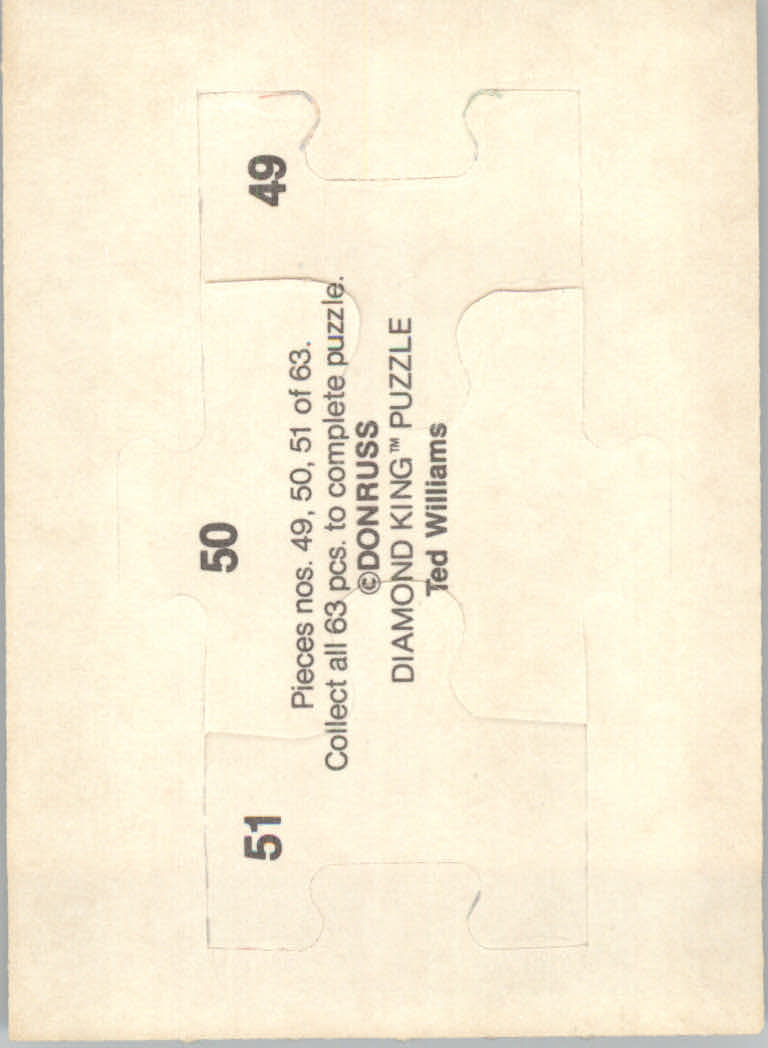 51
50
49
Pieces nos. 49, 50, 51 of 63.
Collect all 63 pcs. to complete puzzle.
©DONRUSS
DIAMOND KING™ PUZZLE
Ted Williams